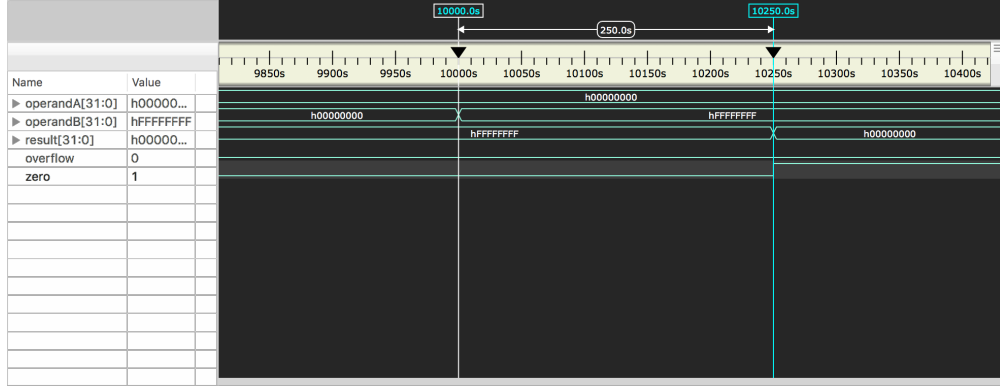 10000.0s 10250.0s
250.0s
9850s 9900s 9950s 10000s 10050s 10100s 10150s 10200s 10250s 10300s 10350s 10400s
Name Value
operandA[31:0] h00000... h00000000
operandB[31:0] hFFFFFFFF h00000000 hFFFFFFFF
result[31:0] h00000... hFFFFFFFF h00000000
overflow 0
zero 1